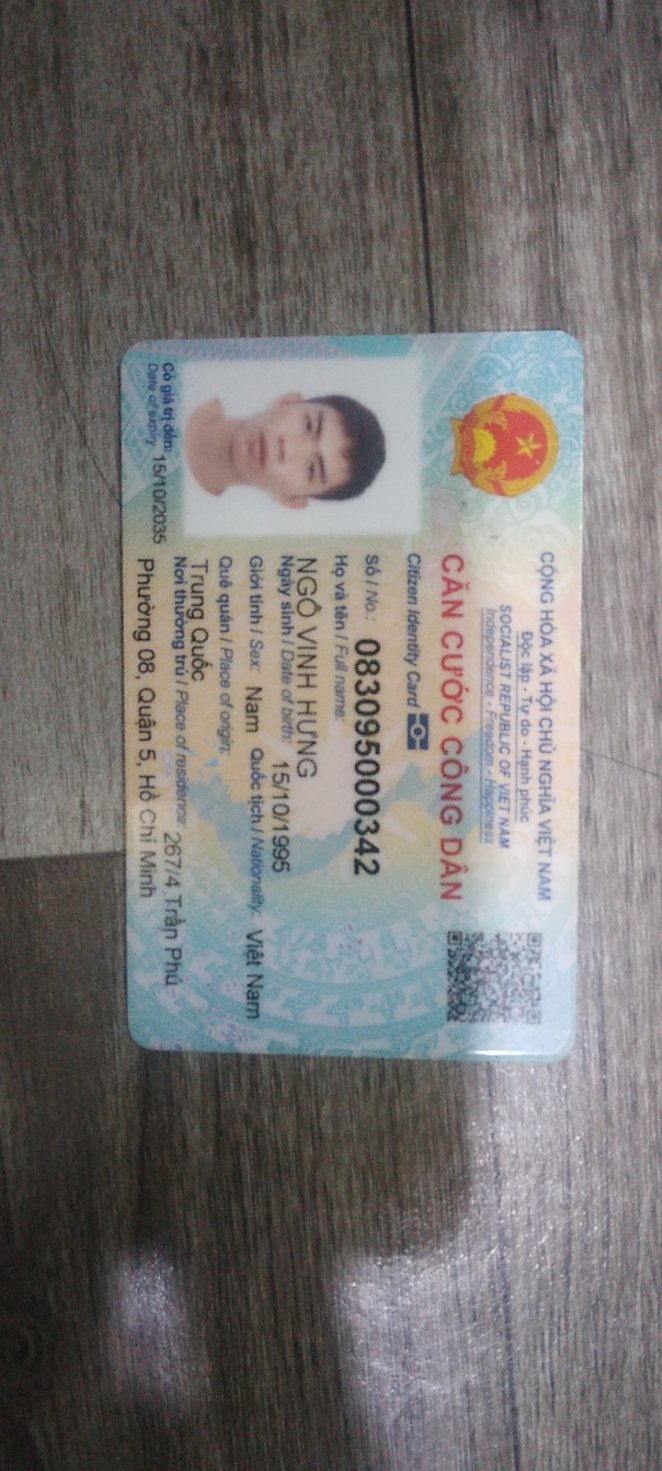 CỘNG HÒA XÃ HỘI CHỦ NGHĨA VIỆT NAM
Độc lập - Tự do - Hạnh phúc
SOCIALIST REPUBLIC OF VIET NAM
Independence - Freedom - Happiness
CĂN CƯỚC CÔNG DÂN
Citizen Identity Card
Số / No.: 083095000342
Họ và tên / Full name:
NGÔ VINH HƯNG
Ngày sinh / Date of birth: 15/10/1995
Giới tính / Sex: Nam Quốc tịch / Nationality: Việt Nam
Quê quán / Place of origin:
Trung Quốc
Nơi thường trú / Place of residence: 267/4 Trần Phú
Phường 08, Quận 5, Hồ Chí Minh
Có giá trị đến: 15/10/2035
Date of expiry